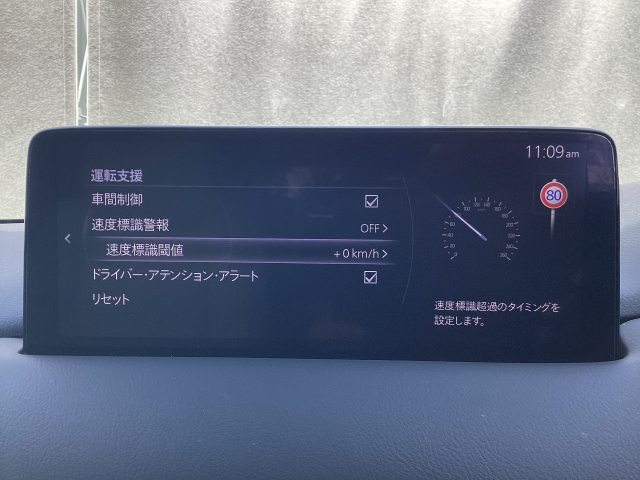 11:09am
運転支援
車間制御
速度標識警報 OFF
速度標識閾値 +0 km/h
ドライバー・アテンション・アラート
リセット
80
速度標識超過のタイミングを
設定します。